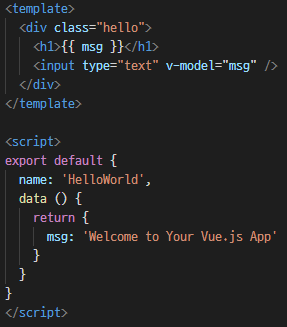 <template>
  <div class="hello">
    <h1>{{ msg }}</h1>
    <input type="text" v-model="msg" />
  </div>
</template>

<script>
export default {
  name: 'HelloWorld',
  data () {
    return {
      msg: 'Welcome to Your Vue.js App'
    }
  }
}
</script>